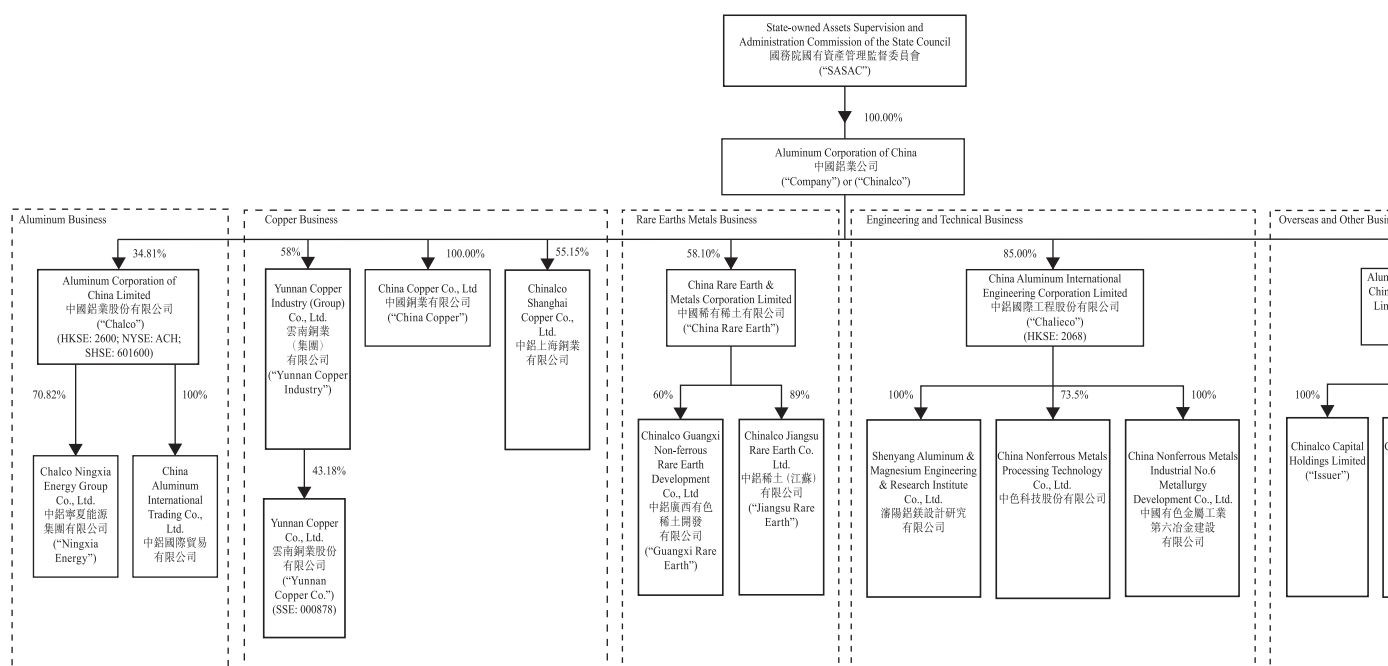 State-owned Assets Supervision and
Administration Commission of the State Council
國務院國有資產管理監督委員會
(“SASAC”)
100.00%
Aluminum Corporation of China
中國鋁業公司
(“Company”) or (“Chinalco”)
Aluminum Business
34.81%
Aluminum Corporation of
China Limited
中國鋁業股份有限公司
(“Chalco”)
(HKSE: 2600; NYSE: ACH;
SHSE: 601600)
70.82%
100%
Chalco Ningxia
Energy Group
Co., Ltd.
中鋁寧夏能源
集團有限公司
(“Ningxia
Energy”)
China
Aluminum
International
Trading Co.,
Ltd.
中鋁國際貿易
有限公司
Copper Business
58%
Yunnan Copper
Industry (Group)
Co., Ltd.
雲南銅業
（集團）
有限公司
(“Yunnan Copper
Industry”)
43.18%
Yunnan Copper
Co., Ltd.
雲南銅業股份
有限公司
(“Yunnan
Copper Co.”)
(SSE: 000878)
100.00%
China Copper Co., Ltd
中國銅業有限公司
(“China Copper”)
55.15%
Chinalco
Shanghai
Copper Co.,
Ltd.
中鋁上海銅業
有限公司
Rare Earths Metals Business
58.10%
China Rare Earth &
Metals Corporation Limited
中國稀有稀土有限公司
(“China Rare Earth”)
60%
89%
Chinalco Guangxi
Non-ferrous
Rare Earth
Development
Co., Ltd
中鋁廣西有色
稀土開發
有限公司
(“Guangxi Rare
Earth”)
Chinalco Jiangsu
Rare Earth Co.
Ltd.
中鋁稀土（江蘇）
有限公司
(“Jiangsu Rare
Earth”)
Engineering and Technical Business
85.00%
China Aluminum International
Engineering Corporation Limited
中鋁國際工程股份有限公司
(“Chalieco”)
(HKSE: 2068)
100%
73.5%
100%
Shenyang Aluminum &
Magnesium Engineering
& Research Institute
Co., Ltd.
瀋陽鋁鎂設計研究
有限公司
China Nonferrous Metals
Processing Technology
Co., Ltd.
中色科技股份有限公司
China Nonferrous Metals
Industrial No.6
Metallurgy
Development Co., Ltd.
中國有色金屬工業
第六冶金建設
有限公司
Overseas and Other
100%
Chinalco Capital
Holdings Limited
(“Issuer”)